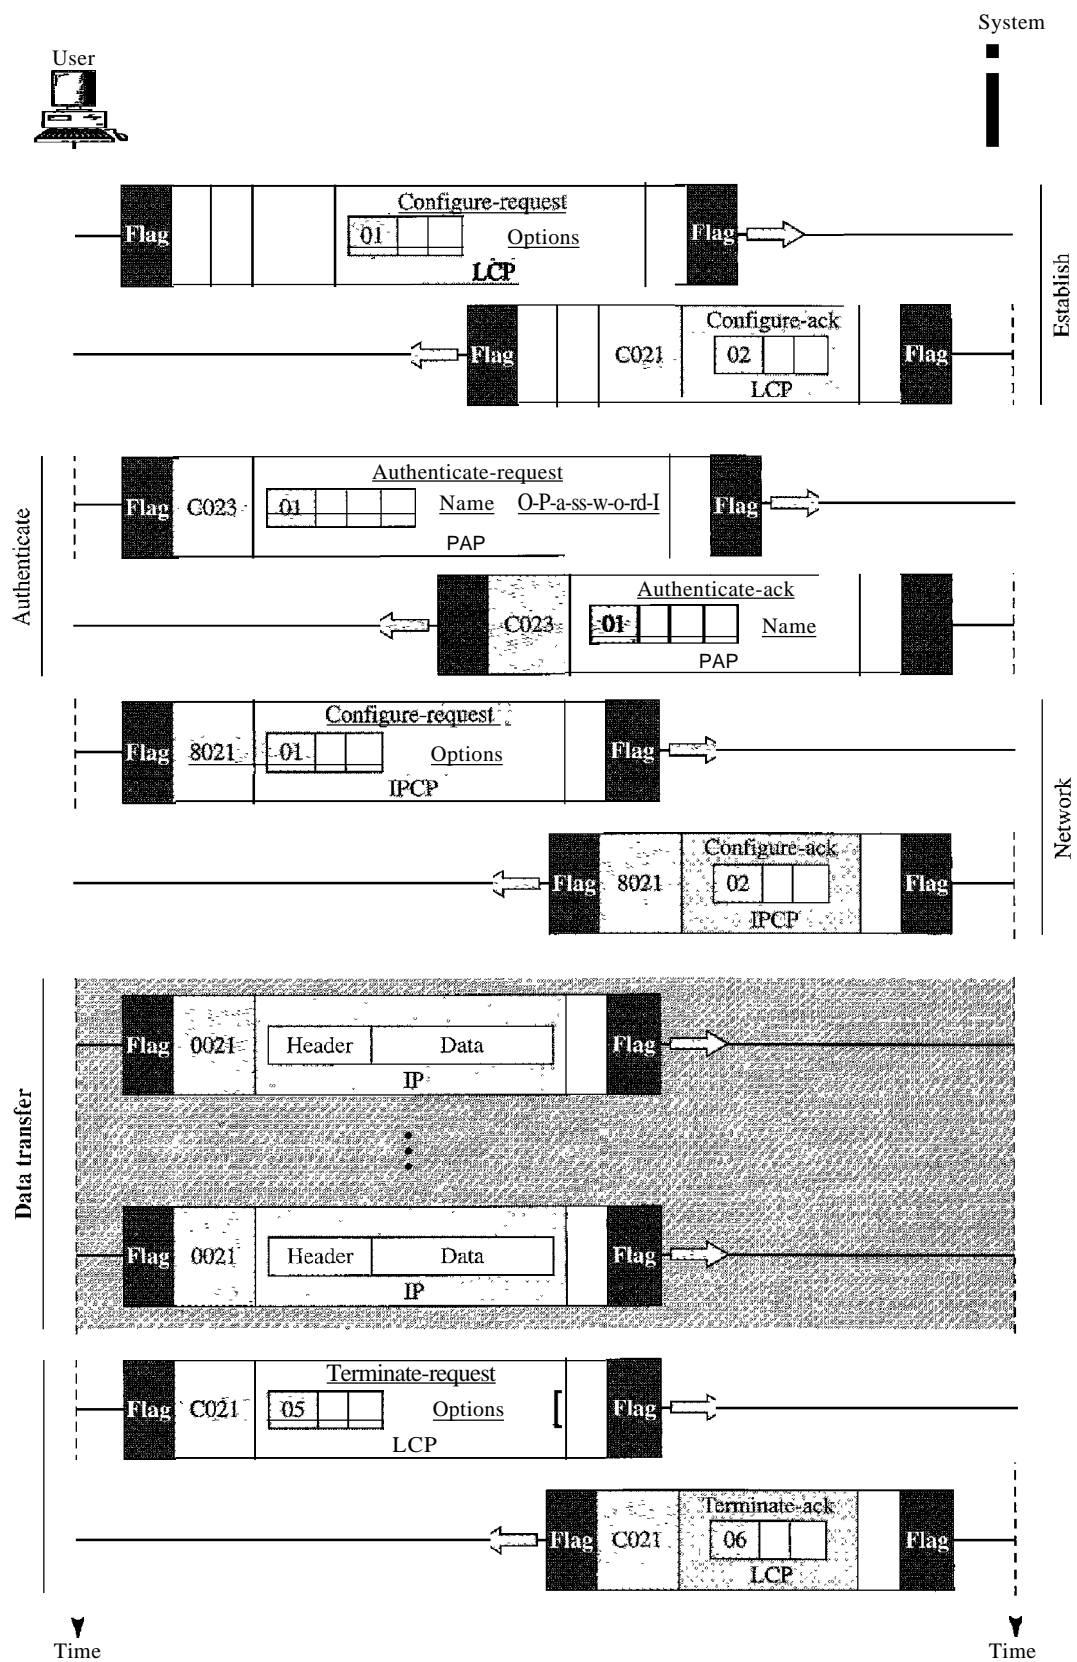 System
User
Configure-request
Flag 01 Options Flag
LCP
Establish
Configure-ack
Flag C021 02 Flag
LCP
Authenticate
Authenticate-request
Flag C023 01 Name O-P-a-ss-w-o-rd-I Flag
PAP
Authenticate-ack
C023 01 Name
PAP
Network
Configure-request
Flag 8021 01 Options Flag
IPCP
Configure-ack
Flag 8021 02 Flag
IPCP
Data transfer
Flag 0021 Header Data Flag
IP
Flag 0021 Header Data Flag
IP
Terminate-request
Flag C021 05 Options [ Flag
LCP
Terminate-ack
Flag C021 06 Flag
LCP
Time Time